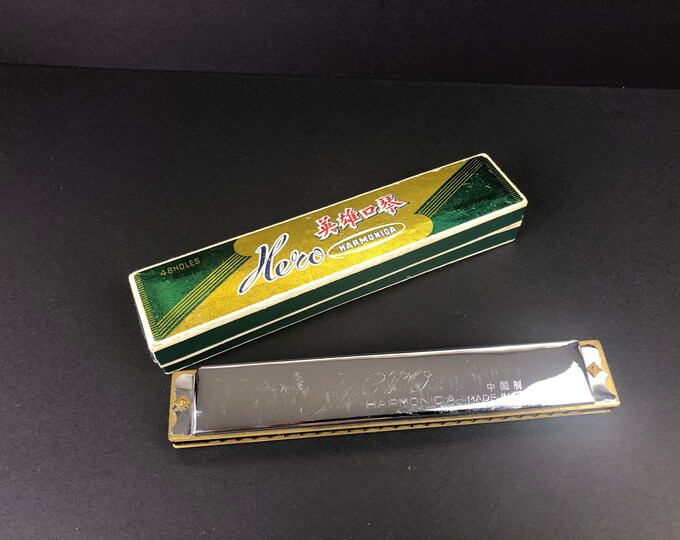 48HOLES
英雄口琴
Hero
HARMONICA
Hero
中国制
HARMONICA MADE IN